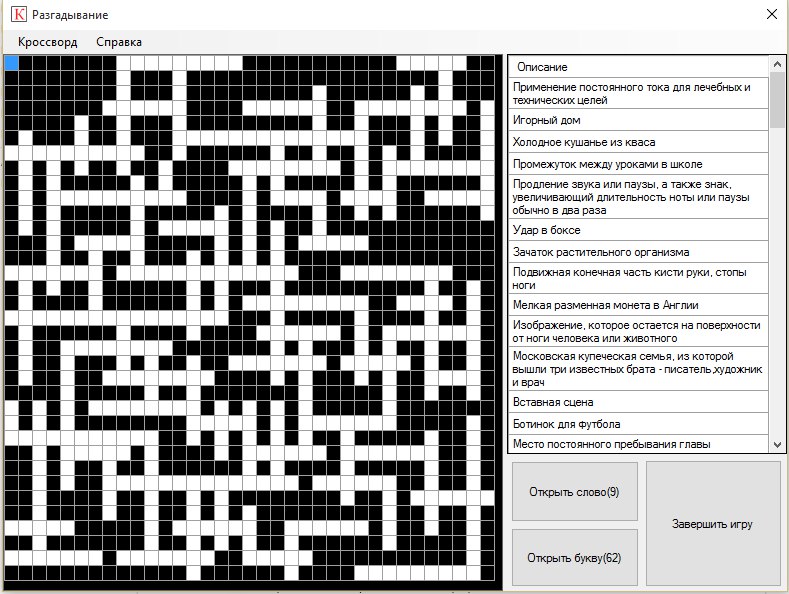 К Разгадывание
Кроссворд Справка
Описание
Применение постоянного тока для лечебных и
технических целей
Игорный дом
Холодное кушанье из кваса
Промежуток между уроками в школе
Продление звука или паузы, а также знак,
увеличивающий длительность ноты или паузы
обычно в два раза
Удар в боксе
Зачаток растительного организма
Подвижная конечная часть кисти руки, стопы
ноги
Мелкая разменная монета в Англии
Изображение, которое остается на поверхности
от ноги человека или животного
Московская купеческая семья, из которой
вышли три известных брата - писатель,художник
и врач
Вставная сцена
Ботинок для футбола
Место постоянного пребывания главы
Открыть слово(9)
Завершить игру
Открыть букву(62)